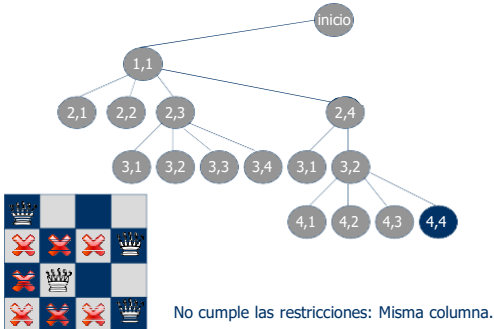 inicio
1,1
2,1 2,2 2,3 2,4
3,1 3,2 3,3 3,4 3,1 3,2
4,1 4,2 4,3 4,4
No cumple las restricciones: Misma columna.